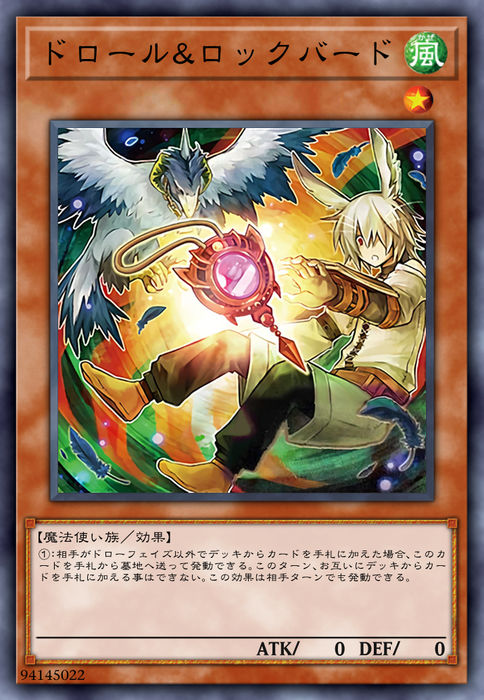 ドロール&ロックバード
かぜ
風
【魔法使い族／効果】
①:相手がドローフェイズ以外でデッキからカードを手札に加えた場合、このカ
ードを手札から墓地へ送って発動できる。このターン、お互いにデッキからカー
ドを手札に加える事はできない。この効果は相手ターンでも発動できる。
ATK/ 0 DEF/ 0
94145022